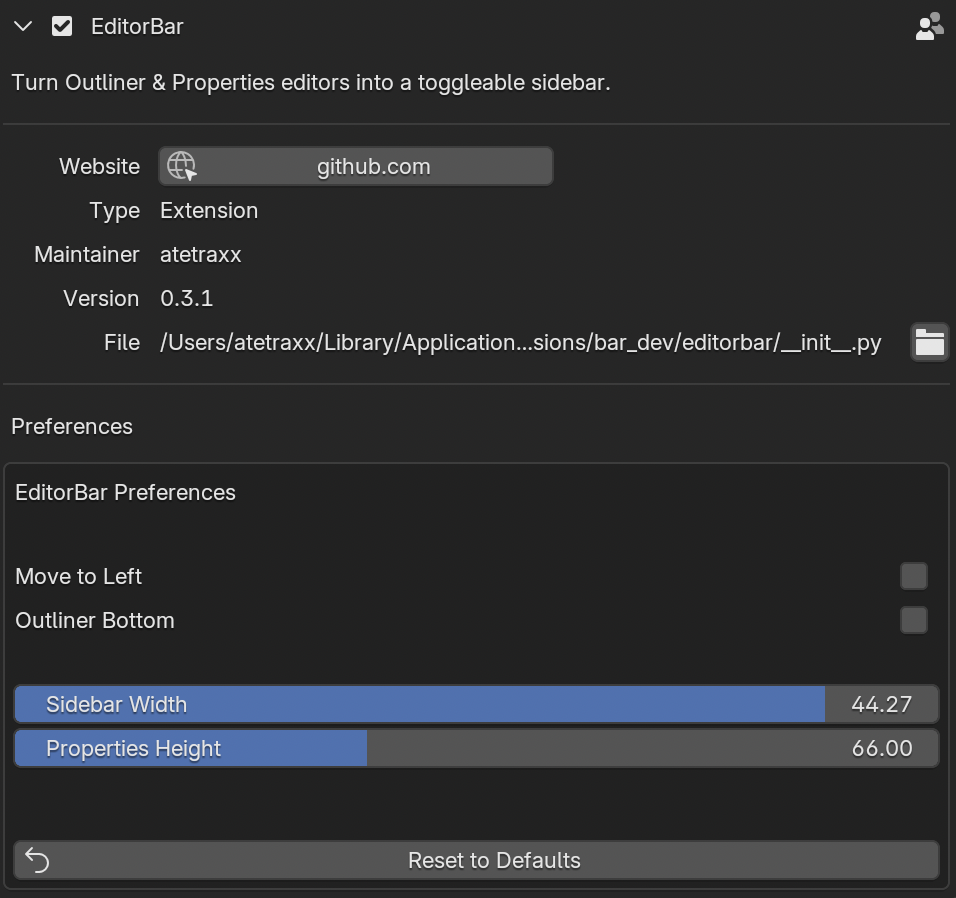 EditorBar
Turn Outliner & Properties editors into a toggleable sidebar.
Website github.com
Type Extension
Maintainer atetraxx
Version 0.3.1
File /Users/atetraxx/Library/Application...sions/bar_dev/editorbar/__init__.py
Preferences
EditorBar Preferences
Move to Left
Outliner Bottom
Sidebar Width 44.27
Properties Height 66.00
Reset to Defaults